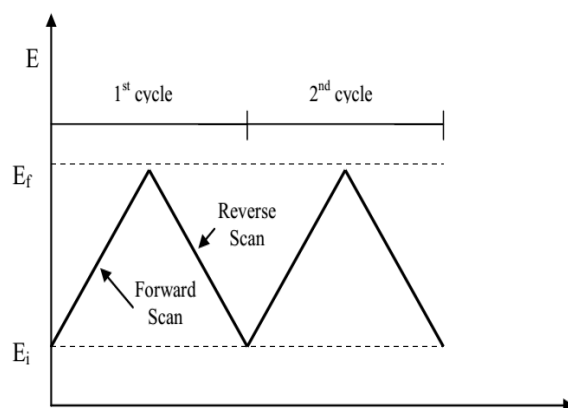 E
1st cycle
2nd cycle
Ef
Reverse
Scan
Forward
Scan
Ei